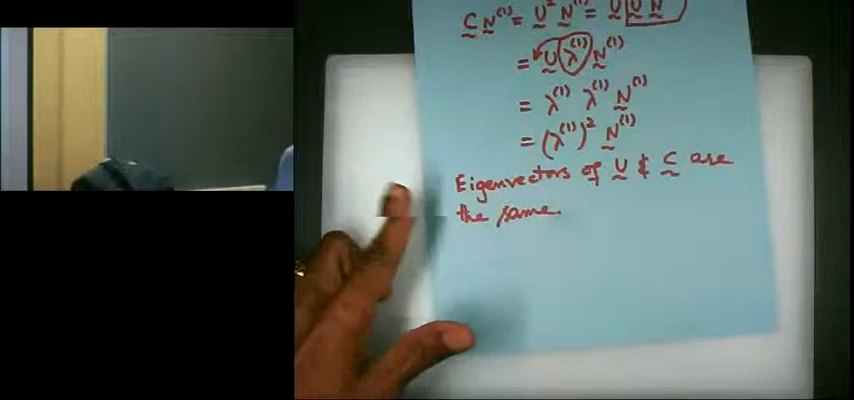 C N⁽¹⁾ = U² N⁽¹⁾ = U U N
= U λ⁽¹⁾ N⁽¹⁾
= λ⁽¹⁾ λ⁽¹⁾ N⁽¹⁾
= (λ⁽¹⁾)² N⁽¹⁾
Eigenvectors of U & C are
the same.